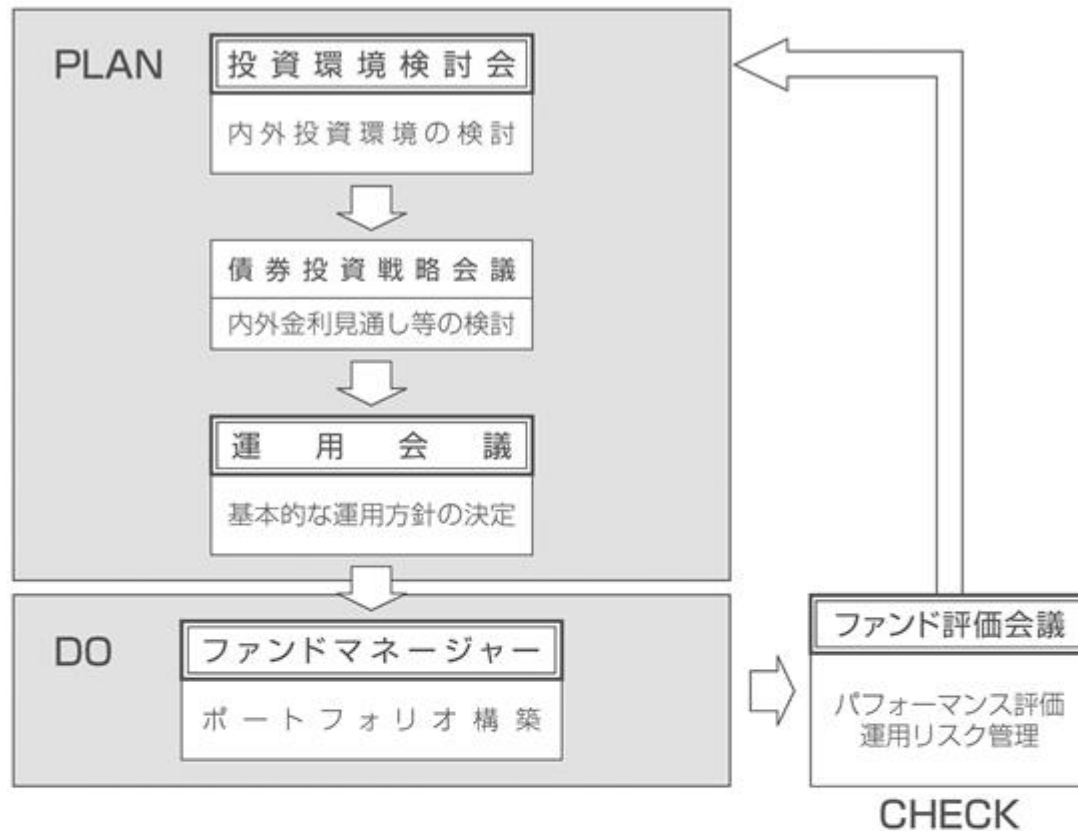 PLAN
投資環境検討会
内外投資環境の検討
債券投資戦略会議
内外金利見通し等の検討
運用会議
基本的な運用方針の決定
DO
ファンドマネージャー
ポートフォリオ構築
ファンド評価会議
パフォーマンス評価
運用リスク管理
CHECK